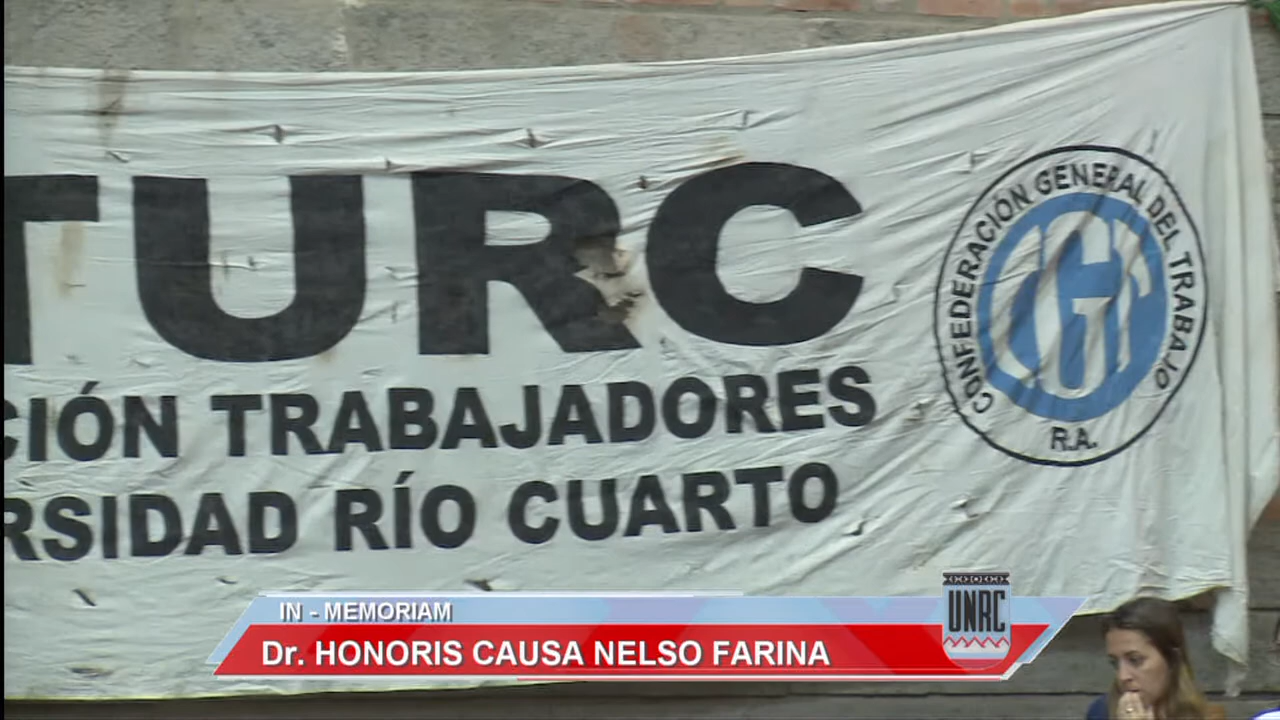 TURC
CIÓN TRABAJADORES
RSIDAD RÍO CUARTO
CONFEDERACIÓN GENERAL DEL TRABAJO
CGT
R.A.
IN - MEMORIAM
UNRC
Dr. HONORIS CAUSA NELSO FARINA